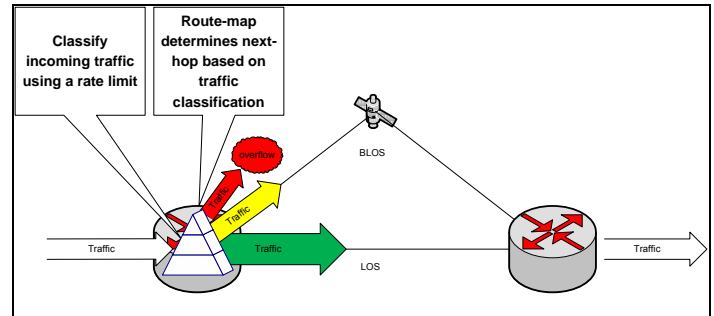 Classify
incoming traffic
using a rate limit
Route-map
determines next-
hop based on
traffic
classification
overflow
BLOS
Traffic
Traffic
Traffic
Traffic
Traffic
LOS